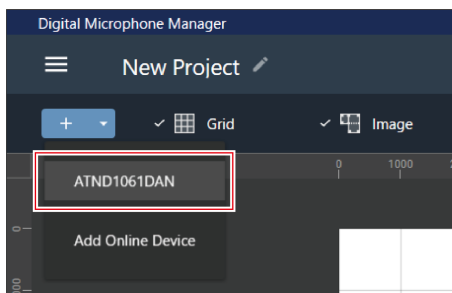 Digital Microphone Manager
New Project
+ Grid Image
0 1000
ATND1061DAN
0
Add Online Device